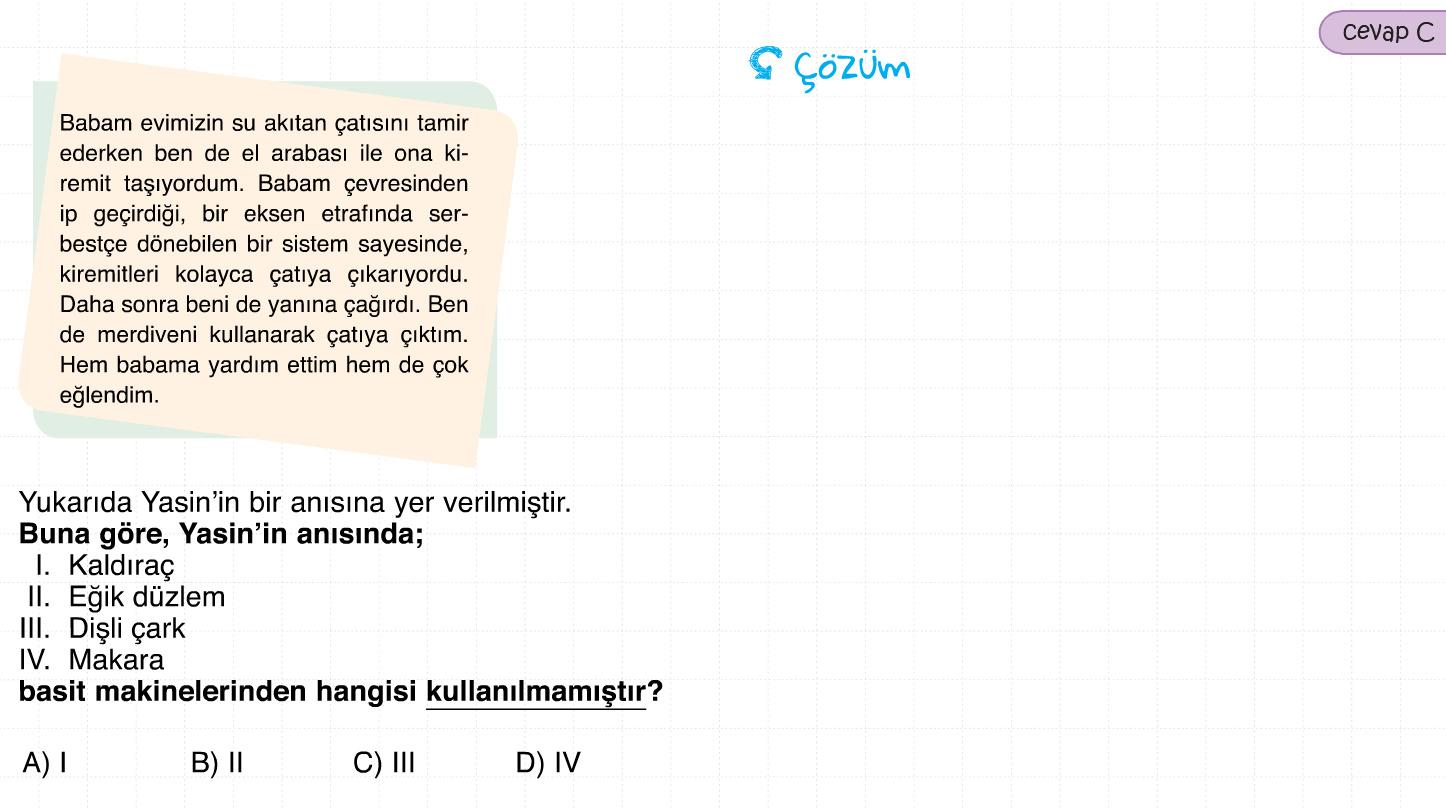 cevap C
Çözüm
Babam evimizin su akıtan çatısını tamir
ederken ben de el arabası ile ona ki-
remit taşıyordum. Babam çevresinden
ip geçirdiği, bir eksen etrafında ser-
bestçe dönebilen bir sistem sayesinde,
kiremitleri kolayca çatıya çıkarıyordu.
Daha sonra beni de yanına çağırdı. Ben
de merdiveni kullanarak çatıya çıktım.
Hem babama yardım ettim hem de çok
eğlendim.
Yukarıda Yasin’in bir anısına yer verilmiştir.
Buna göre, Yasin’in anısında;
I. Kaldıraç
II. Eğik düzlem
III. Dişli çark
IV. Makara
basit makinelerinden hangisi kullanılmamıştır?
A) I B) II C) III D) IV